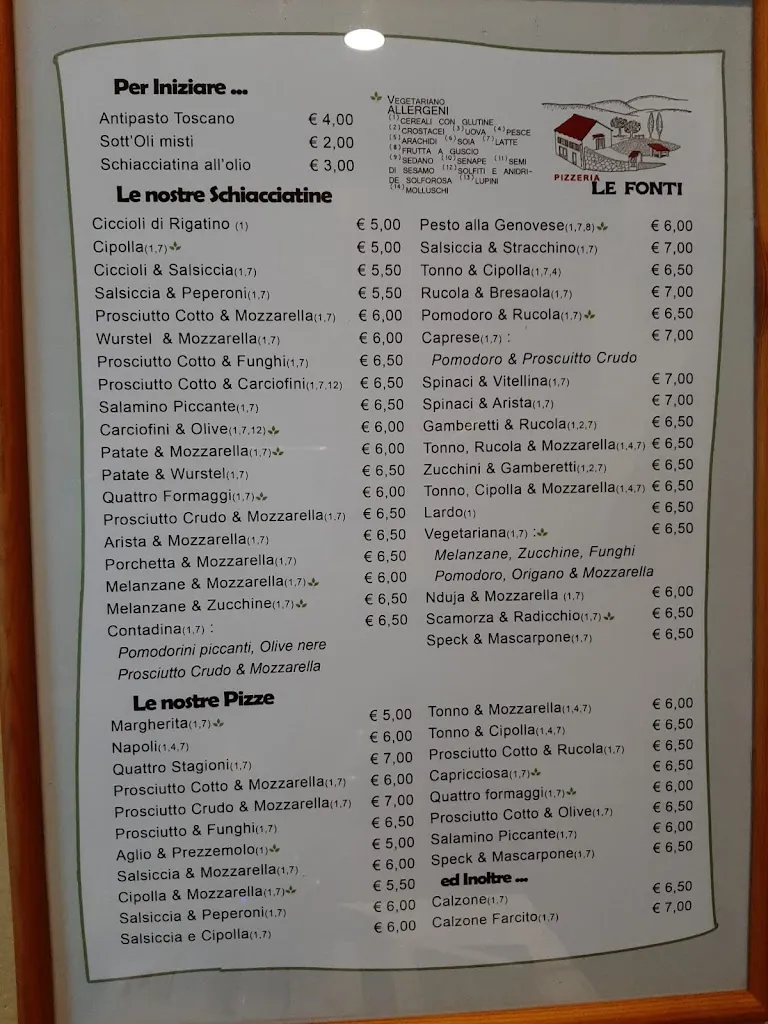 Per Iniziare ...
Antipasto Toscano € 4,00
Sott'Oli misti € 2,00
Schiacciatina all'olio € 3,00
VEGETARIANO
ALLERGENI
(1)CEREALI CON GLUTINE
(2)CROSTACEI (3)UOVA (4)PESCE
(5)ARACHIDI (6)SOIA (7)LATTE
(8)FRUTTA A GUSCIO
(9)SEDANO (10)SENAPE (11)SEMI
DI SESAMO (12)SOLFITI E ANIDRI-
DE SOLFOROSA (13)LUPINI
(14)MOLLUSCHI
PIZZERIA
LE FONTI
Le nostre Schiacciatine
Ciccioli di Rigatino (1) € 5,00
Cipolla(1,7) € 5,00
Ciccioli & Salsiccia(1,7) € 5,50
Salsiccia & Peperoni(1,7) € 5,50
Prosciutto Cotto & Mozzarella(1,7) € 6,00
Wurstel & Mozzarella(1,7) € 6,00
Prosciutto Cotto & Funghi(1,7) € 6,50
Prosciutto Cotto & Carciofini(1,7,12) € 6,50
Salamino Piccante(1,7) € 6,50
Carciofini & Olive(1,7,12) € 6,00
Patate & Mozzarella(1,7) € 6,00
Patate & Wurstel(1,7) € 6,50
Quattro Formaggi(1,7) € 6,00
Prosciutto Crudo & Mozzarella(1,7) € 6,50
Arista & Mozzarella(1,7) € 6,50
Porchetta & Mozzarella(1,7) € 6,50
Melanzane & Mozzarella(1,7) € 6,00
Melanzane & Zucchine(1,7) € 6,50
Contadina(1,7) : € 6,50
Pomodorini piccanti, Olive nere
Prosciutto Crudo & Mozzarella
Pesto alla Genovese(1,7,8) € 6,00
Salsiccia & Stracchino(1,7) € 7,00
Tonno & Cipolla(1,7,4) € 6,50
Rucola & Bresaola(1,7) € 7,00
Pomodoro & Rucola(1,7) € 6,50
Caprese(1,7) : € 7,00
Pomodoro & Proscuitto Crudo
Spinaci & Vitellina(1,7) € 7,00
Spinaci & Arista(1,7) € 7,00
Gamberetti & Rucola(1,2,7) € 6,50
Tonno, Rucola & Mozzarella(1,4,7) € 6,50
Zucchini & Gamberetti(1,2,7) € 6,50
Tonno, Cipolla & Mozzarella(1,4,7) € 6,50
Lardo(1) € 6,50
Vegetariana(1,7) : € 6,50
Melanzane, Zucchine, Funghi
Pomodoro, Origano & Mozzarella
Nduja & Mozzarella (1,7) € 6,00
Scamorza & Radicchio(1,7) € 6,50
Speck & Mascarpone(1,7) € 6,50
Le nostre Pizze
Margherita(1,7) € 5,00
Napoli(1,4,7) € 6,00
Quattro Stagioni(1,7) € 7,00
Prosciutto Cotto & Mozzarella(1,7) € 6,00
Prosciutto Crudo & Mozzarella(1,7) € 7,00
Prosciutto & Funghi(1,7) € 6,50
Aglio & Prezzemolo(1) € 5,00
Salsiccia & Mozzarella(1,7) € 6,00
Cipolla & Mozzarella(1,7) € 5,50
Salsiccia & Peperoni(1,7) € 6,00
Salsiccia e Cipolla(1,7) € 6,00
Tonno & Mozzarella(1,4,7) € 6,00
Tonno & Cipolla(1,4,7) € 6,50
Prosciutto Cotto & Rucola(1,7) € 6,50
Capricciosa(1,7) € 6,50
Quattro formaggi(1,7) € 6,00
Prosciutto Cotto & Olive(1,7) € 6,50
Salamino Piccante(1,7) € 6,00
Speck & Mascarpone(1,7) € 6,50
ed Inoltre ...
Calzone(1,7) € 6,50
Calzone Farcito(1,7) € 7,00